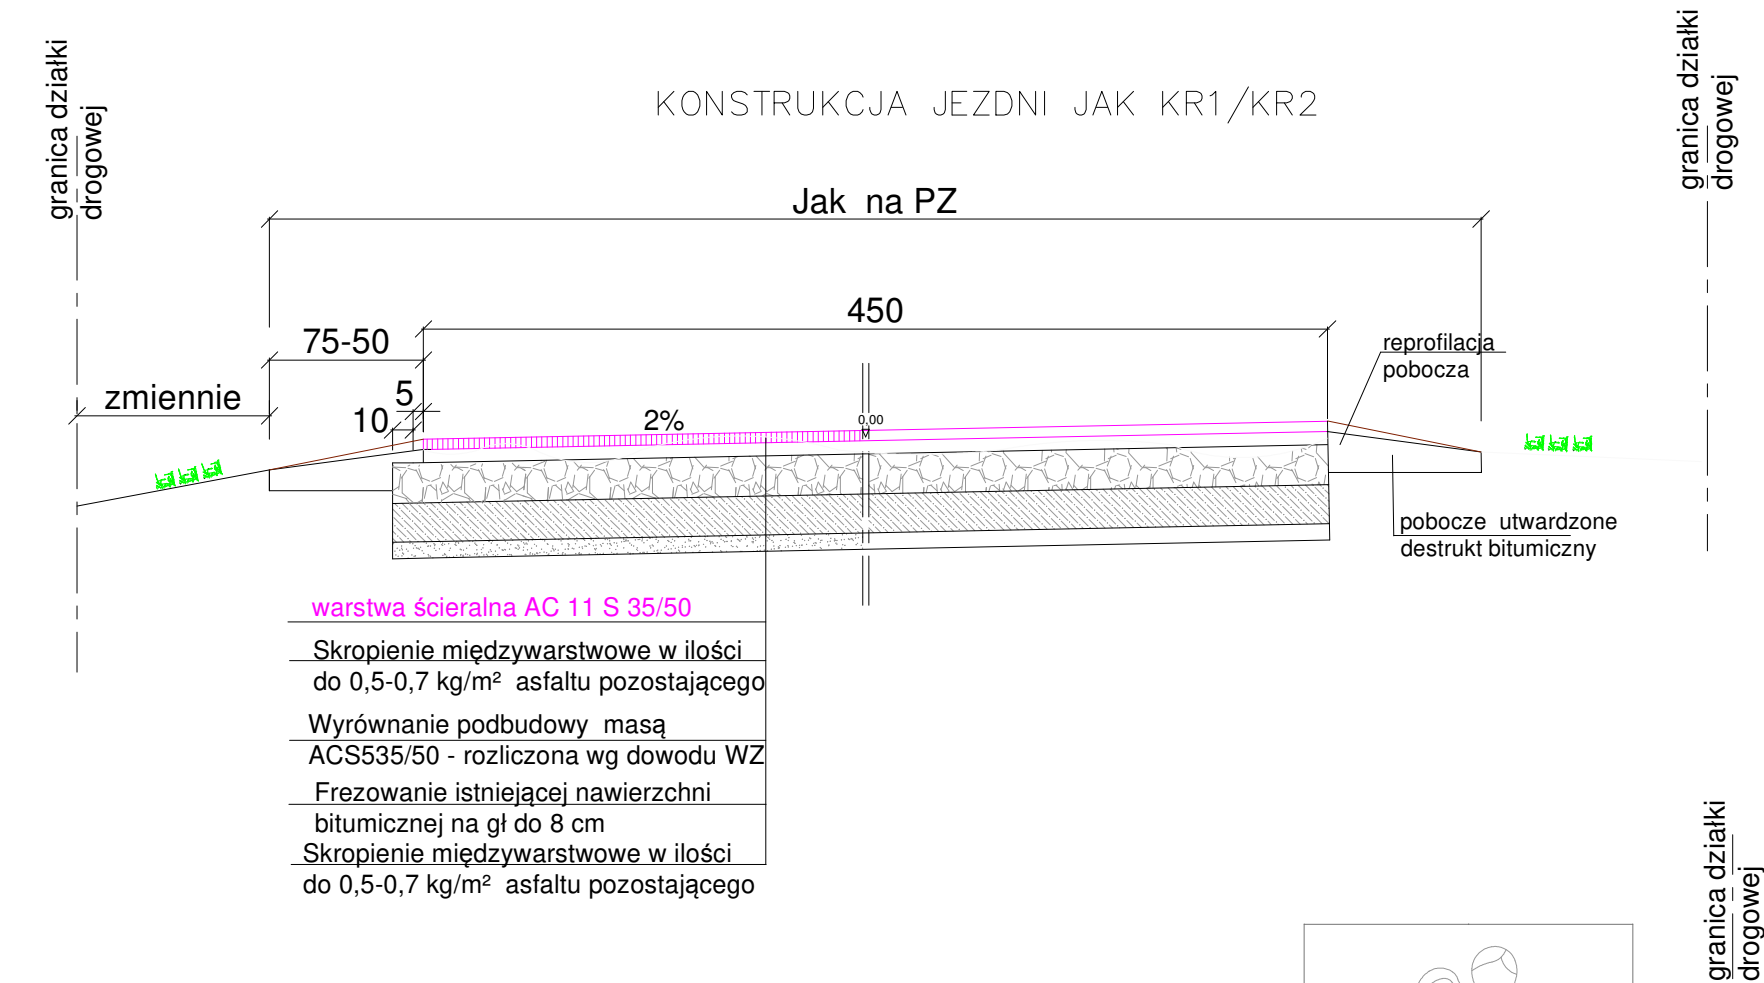 granica działki
drogowej
KONSTRUKCJA JEZDNI JAK KR1/KR2
granica działki
drogowej
Jak na PZ
450
75-50
reprofilacja
pobocza
zmiennie
5
10
2%
0,00
M
pobocze utwardzone
destrukt bitumiczny
warstwa ścieralna AC 11 S 35/50
Skropienie międzywarstwowe w ilości
do 0,5-0,7 kg/m² asfaltu pozostającego
Wyrównanie podbudowy masą
ACS535/50 - rozliczona wg dowodu WZ
Frezowanie istniejącej nawierzchni
bitumicznej na gł do 8 cm
Skropienie międzywarstwowe w ilości
do 0,5-0,7 kg/m² asfaltu pozostającego
granica działki
drogowej